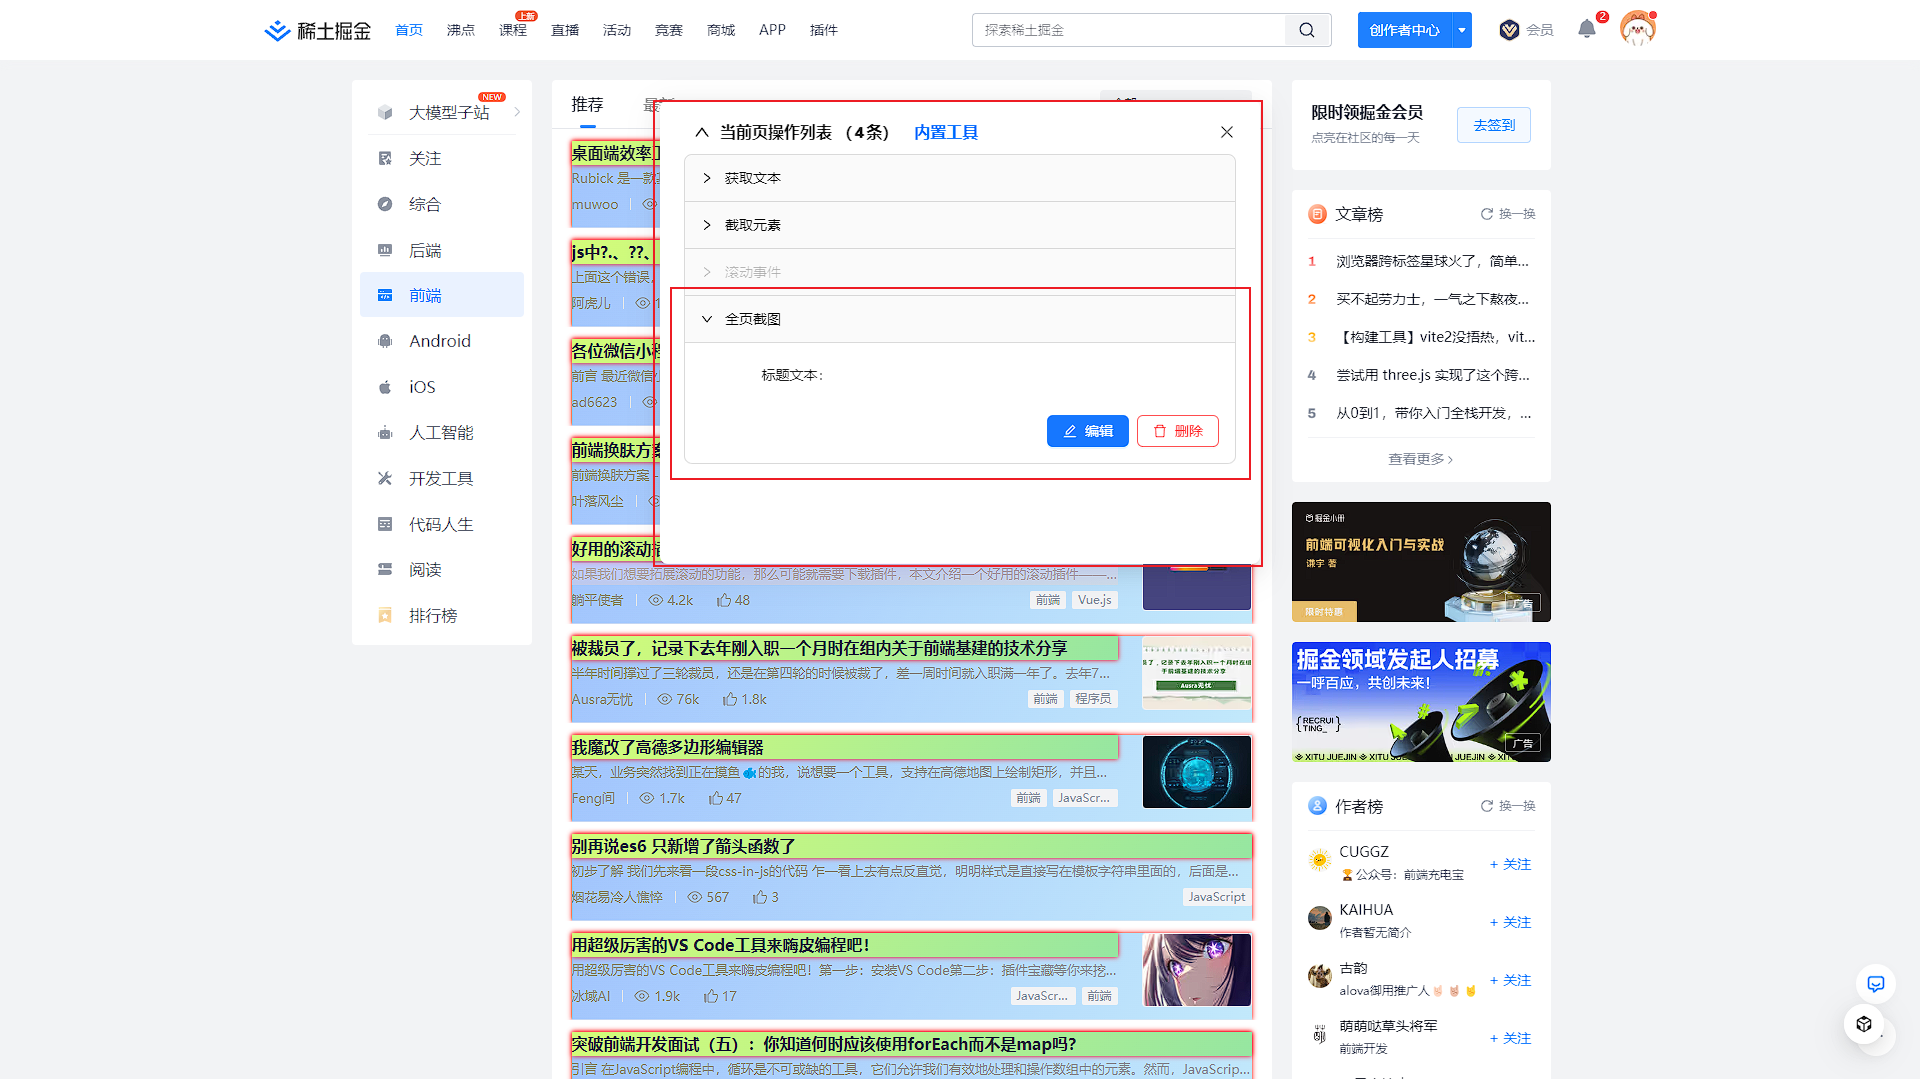 稀土掘金
首页
沸点
课程
上新
直播
活动
竞赛
商城
APP
插件
探索稀土掘金
创作者中心
会员
2
大模型子站
NEW
关注
综合
后端
前端
Android
iOS
人工智能
开发工具
代码人生
阅读
排行榜
推荐
当前页操作列表 （4条） 内置工具
获取文本
截取元素
滚动事件
全页截图
标题文本：
编辑
删除
桌面端效率工
Rubick 是一款
muwoo
js中?.、??、
上面这个错误，
阿虎儿
各位微信小程
前言 最近微信
ad6623
前端换肤方案
前端换肤方案 -
叶落风尘
好用的滚动插
如果我们想要拓展滚动的功能，那么可能就需要下载插件，本文介绍一个好用的滚动插件——...
躺平使者 4.2k 48 前端 Vue.js
被裁员了，记录下去年刚入职一个月时在组内关于前端基建的技术分享
半年时间撑过了三轮裁员，还是在第四轮的时候被裁了，差一周时间就入职满一年了。去年7...
Ausra无忧 76k 1.8k 前端 程序员
Ausra无忧
我魔改了高德多边形编辑器
某天，业务突然找到正在摸鱼🐟的我，说想要一个工具，支持在高德地图上绘制矩形，并且...
Feng间 1.7k 47 前端 JavaScr...
别再说es6 只新增了箭头函数了
初步了解 我们先来看一段css-in-js的代码 乍一看上去有点反直觉，明明样式是直接写在模板字符串里面的，后面是...
烟花易冷人憔悴 567 3 JavaScript
用超级厉害的VS Code工具来嗨皮编程吧！
用超级厉害的VS Code工具来嗨皮编程吧！第一步：安装VS Code第二步：插件宝藏等你来挖...
冰域AI 1.9k 17 JavaScr... 前端
突破前端开发面试（五）：你知道何时应该使用forEach而不是map吗？
引言 在JavaScript编程中，循环是不可或缺的工具，它们允许我们有效地处理和操作数组中的元素。然而，JavaScrip...
限时领掘金会员
点亮在社区的每一天
去签到
文章榜 换一换
1 浏览器跨标签星球火了，简单...
2 买不起劳力士，一气之下熬夜...
3 【构建工具】vite2没捂热，vit...
4 尝试用 three.js 实现了这个跨...
5 从0到1，带你入门全栈开发，...
查看更多 ›
掘金小册
前端可视化入门与实战
谦宇 著
限时特惠
广告
掘金领域发起人招募
一呼百应，共创未来！
{RECRUI
TING_ }
广告
XITU JUEJIN XITU JUEJIN XITU
作者榜 换一换
CUGGZ
🏆公众号：前端充电宝
+ 关注
KAIHUA
作者暂无简介
+ 关注
古韵
alova御用推广人
+ 关注
萌萌哒草头将军
前端开发
+ 关注